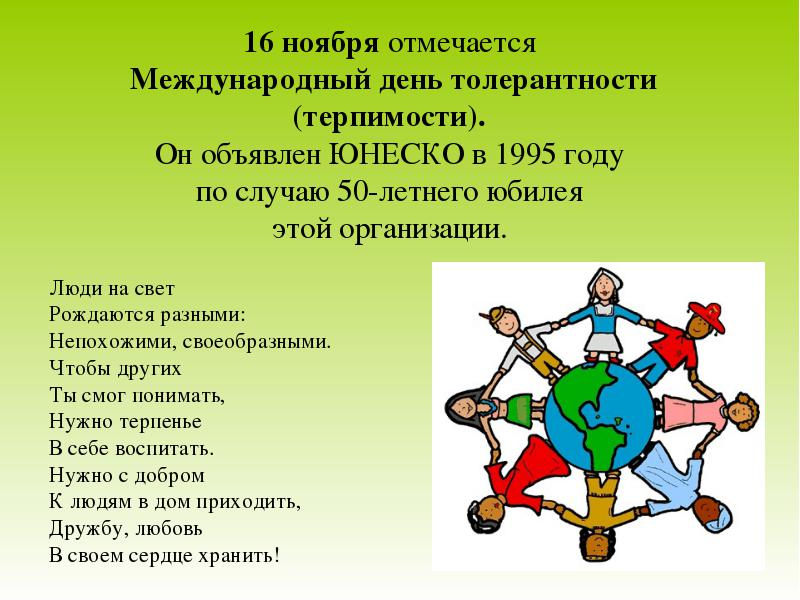 16 ноября отмечается
Международный день толерантности
(терпимости).
Он объявлен ЮНЕСКО в 1995 году
по случаю 50-летнего юбилея
этой организации.
Люди на свет
Рождаются разными:
Непохожими, своеобразными.
Чтобы других
Ты смог понимать,
Нужно терпенье
В себе воспитать.
Нужно с добром
К людям в дом приходить,
Дружбу, любовь
В своем сердце хранить!